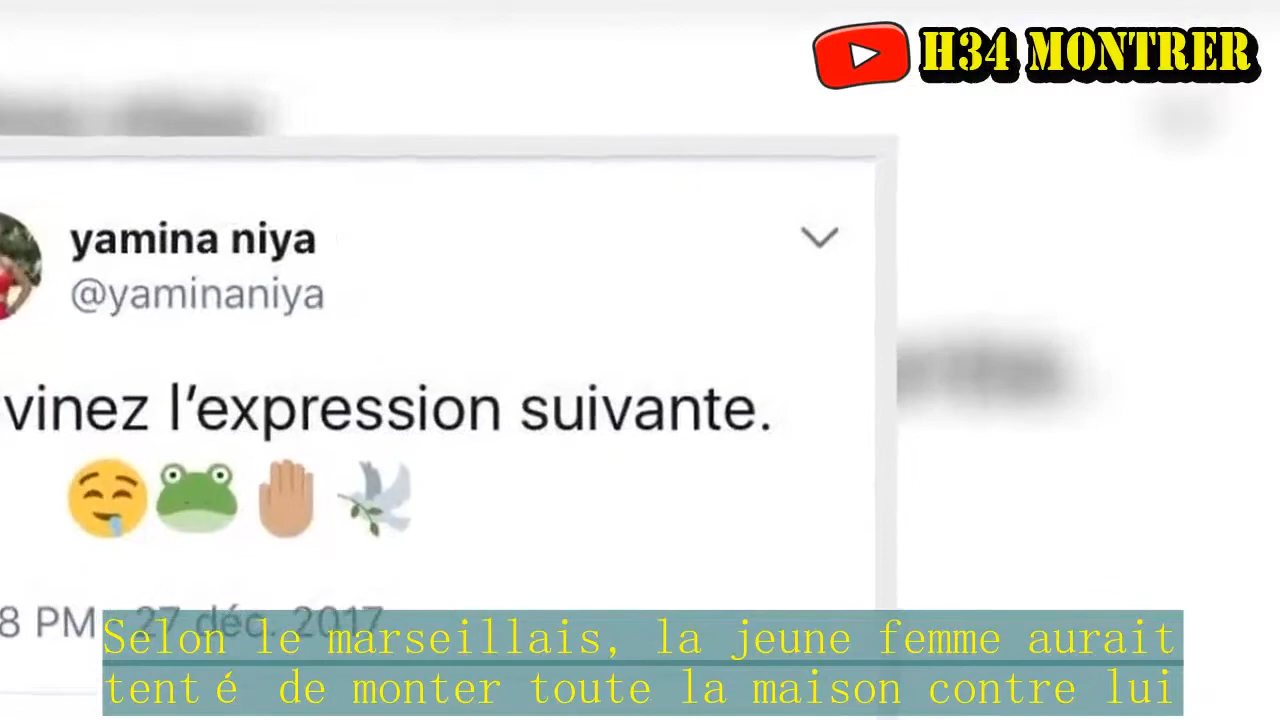 H34 MONTRER
yamina niya
@yaminaniya
vinez l'expression suivante.
8 PM 27 déc. 2017
Selon le marseillais, la jeune femme aurait
tenté de monter toute la maison contre lui